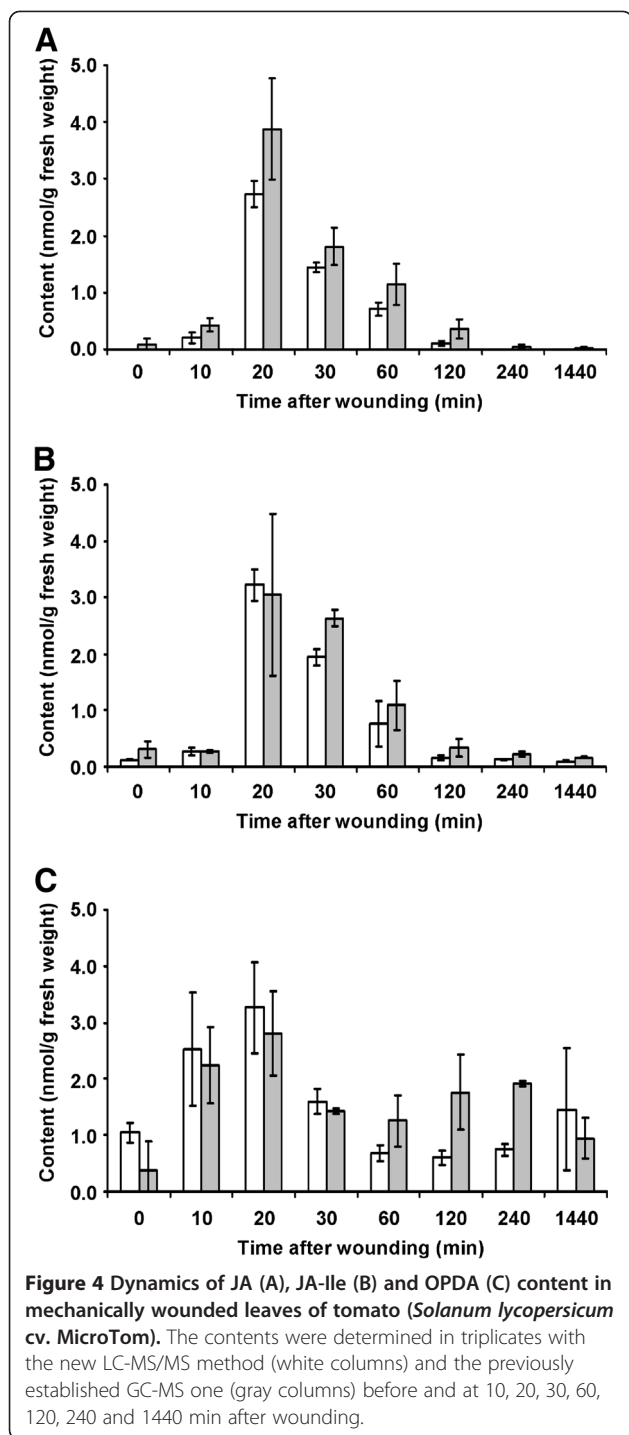 A
Content (nmol/g fresh weight)
5.0
4.0
3.0
2.0
1.0
0.0
0 10 20 30 60 120 240 1440
Time after wounding (min)
B
Content (nmol/g fresh weight)
5.0
4.0
3.0
2.0
1.0
0.0
0 10 20 30 60 120 240 1440
Time after wounding (min)
C
Content (nmol/g fresh weight)
5.0
4.0
3.0
2.0
1.0
0.0
0 10 20 30 60 120 240 1440
Time after wounding (min)
Figure 4 Dynamics of JA (A), JA-Ile (B) and OPDA (C) content in
mechanically wounded leaves of tomato (Solanum lycopersicum
cv. MicroTom). The contents were determined in triplicates with
the new LC-MS/MS method (white columns) and the previously
established GC-MS one (gray columns) before and at 10, 20, 30, 60,
120, 240 and 1440 min after wounding.